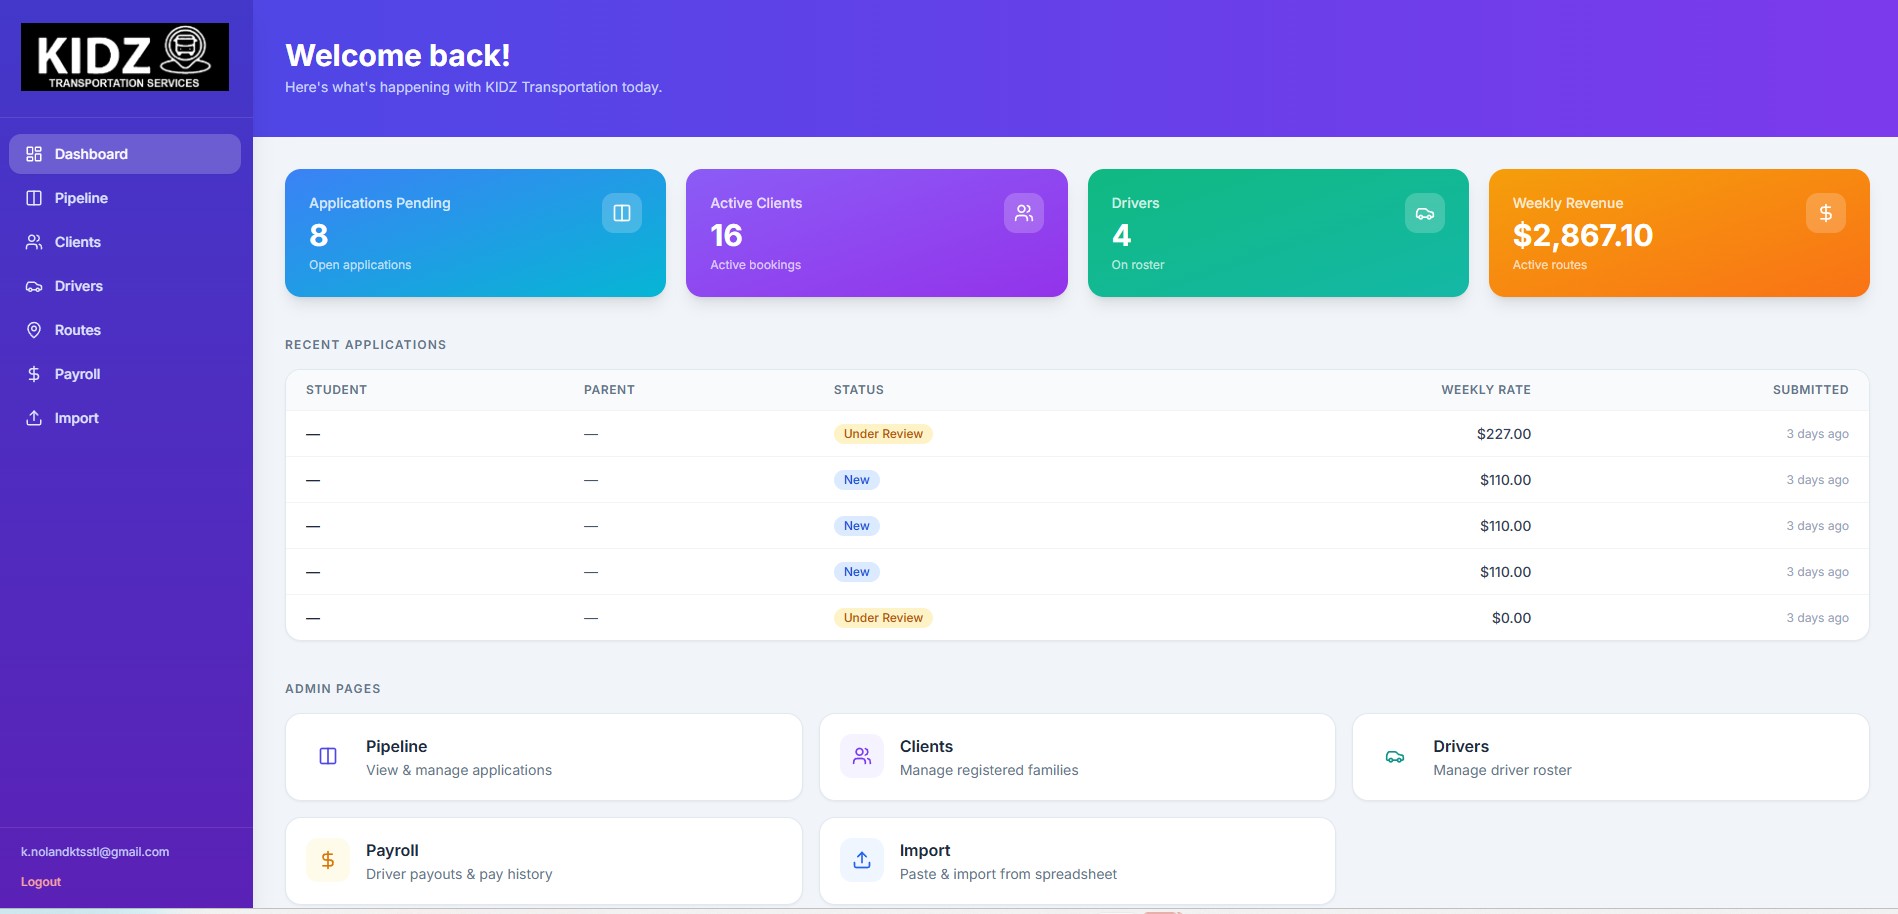 KIDZ
TRANSPORTATION SERVICES
Dashboard
Pipeline
Clients
Drivers
Routes
Payroll
Import
k.nolandktsstl@gmail.com
Logout
Welcome back!
Here's what's happening with KIDZ Transportation today.
Applications Pending
8
Open applications
Active Clients
16
Active bookings
Drivers
4
On roster
Weekly Revenue
$2,867.10
Active routes
RECENT APPLICATIONS
STUDENT PARENT STATUS WEEKLY RATE SUBMITTED
— — Under Review $227.00 3 days ago
— — New $110.00 3 days ago
— — New $110.00 3 days ago
— — New $110.00 3 days ago
— — Under Review $0.00 3 days ago
ADMIN PAGES
Pipeline
View & manage applications
Clients
Manage registered families
Drivers
Manage driver roster
Payroll
Driver payouts & pay history
Import
Paste & import from spreadsheet